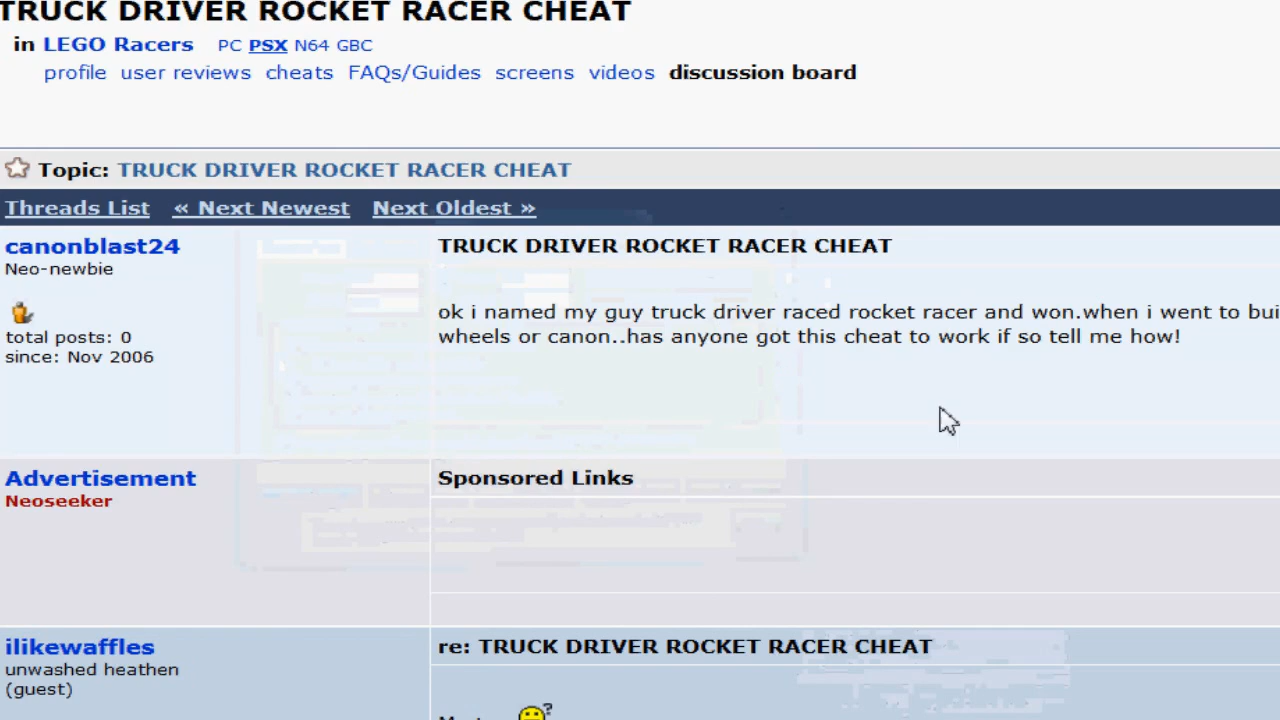 TRUCK DRIVER ROCKET RACER CHEAT
in LEGO Racers PC PSX N64 GBC
profile user reviews cheats FAQs/Guides screens videos discussion board
Topic: TRUCK DRIVER ROCKET RACER CHEAT
Threads List « Next Newest Next Oldest »
canonblast24 TRUCK DRIVER ROCKET RACER CHEAT
Neo-newbie
ok i named my guy truck driver raced rocket racer and won.when i went to bui
total posts: 0 wheels or canon..has anyone got this cheat to work if so tell me how!
since: Nov 2006
Advertisement Sponsored Links
Neoseeker
ilikewaffles re: TRUCK DRIVER ROCKET RACER CHEAT
unwashed heathen
(guest)